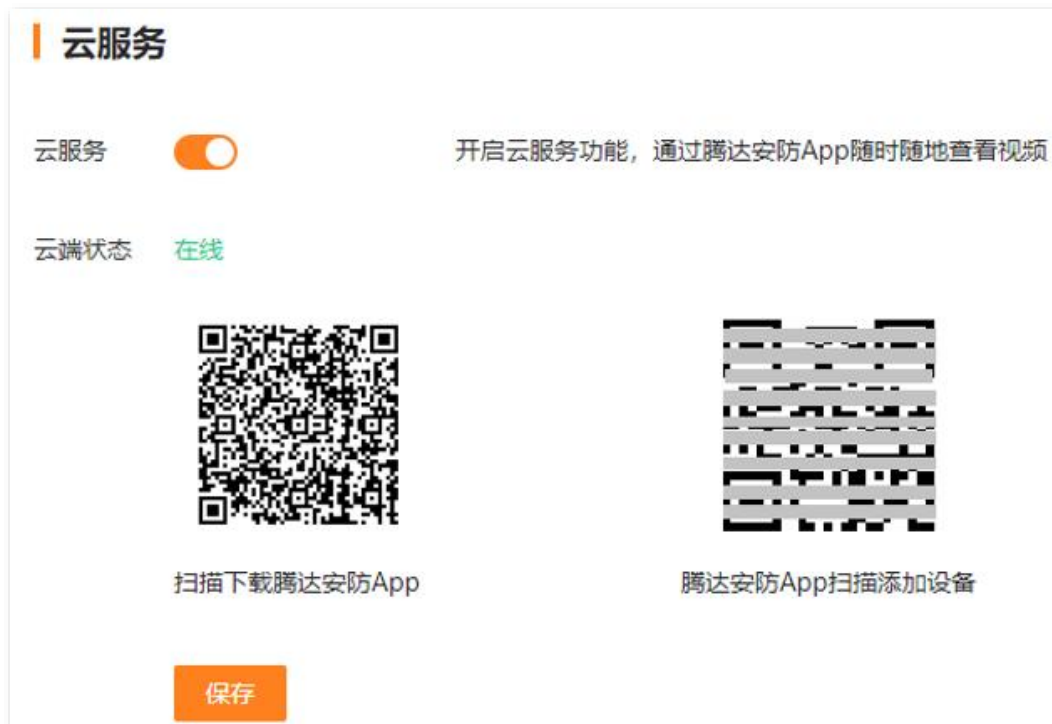 云服务
云服务
开启云服务功能，通过腾达安防App随时随地查看视频
云端状态
在线
扫描下载腾达安防App
腾达安防App扫描添加设备
保存